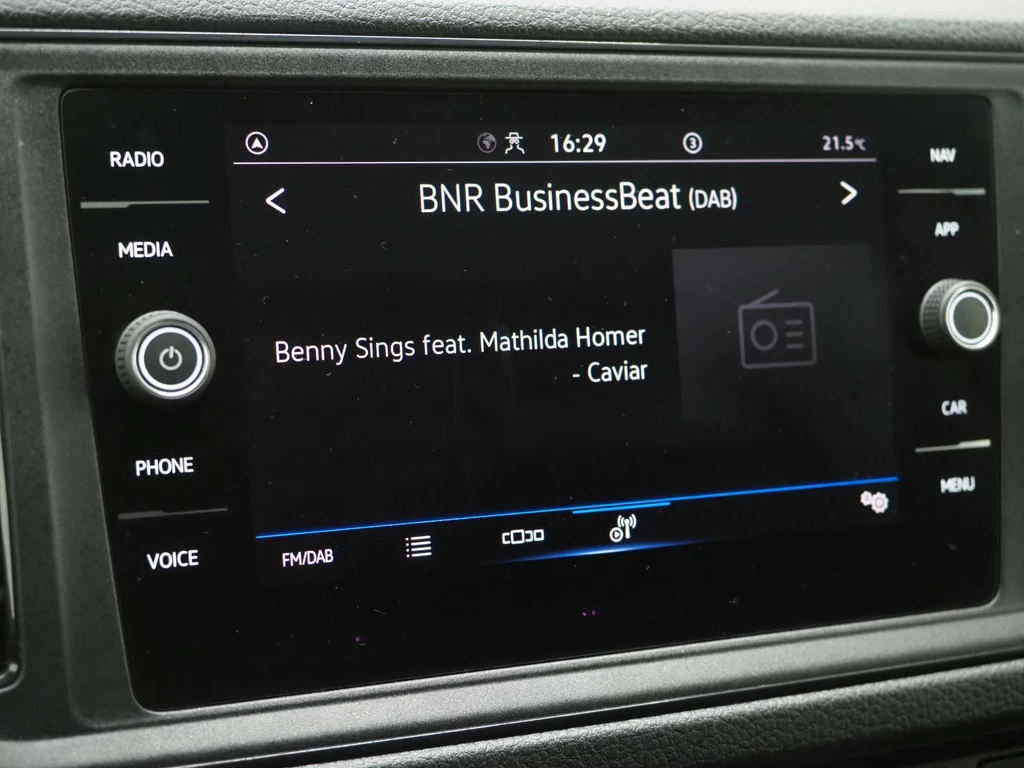 RADIO
MEDIA
PHONE
VOICE
16:29
3
21.5°C
BNR BusinessBeat (DAB)
Benny Sings feat. Mathilda Homer
- Caviar
FM/DAB
NAV
APP
CAR
MENU